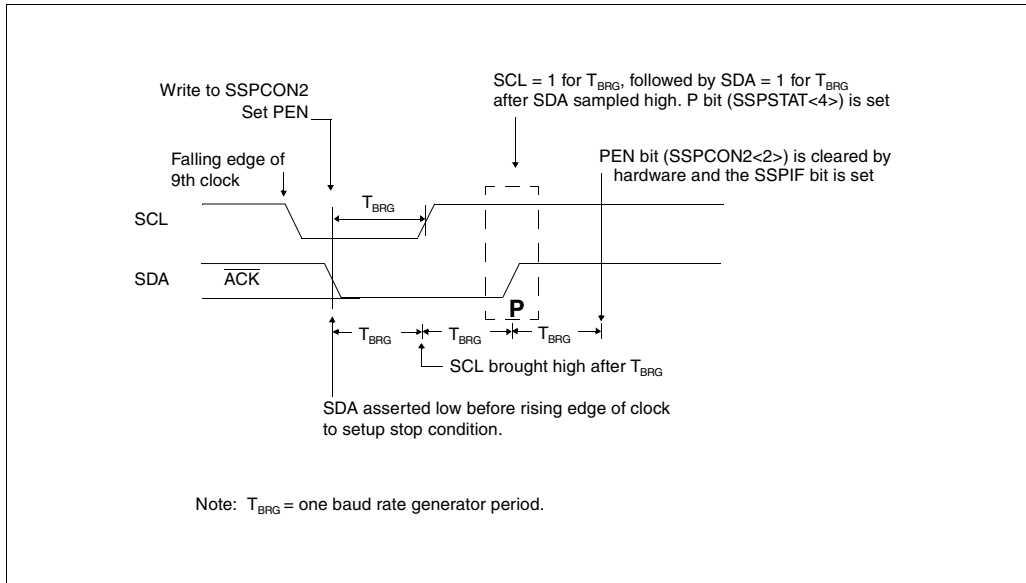 Write to SSPCON2
Set PEN
SCL = 1 for TBRG, followed by SDA = 1 for TBRG
after SDA sampled high. P bit (SSPSTAT<4>) is set
Falling edge of
9th clock
PEN bit (SSPCON2<2>) is cleared by
hardware and the SSPIF bit is set
TBRG
SCL
SDA
ACK
P
TBRG
TBRG
TBRG
SCL brought high after TBRG
SDA asserted low before rising edge of clock
to setup stop condition.
Note: TBRG = one baud rate generator period.